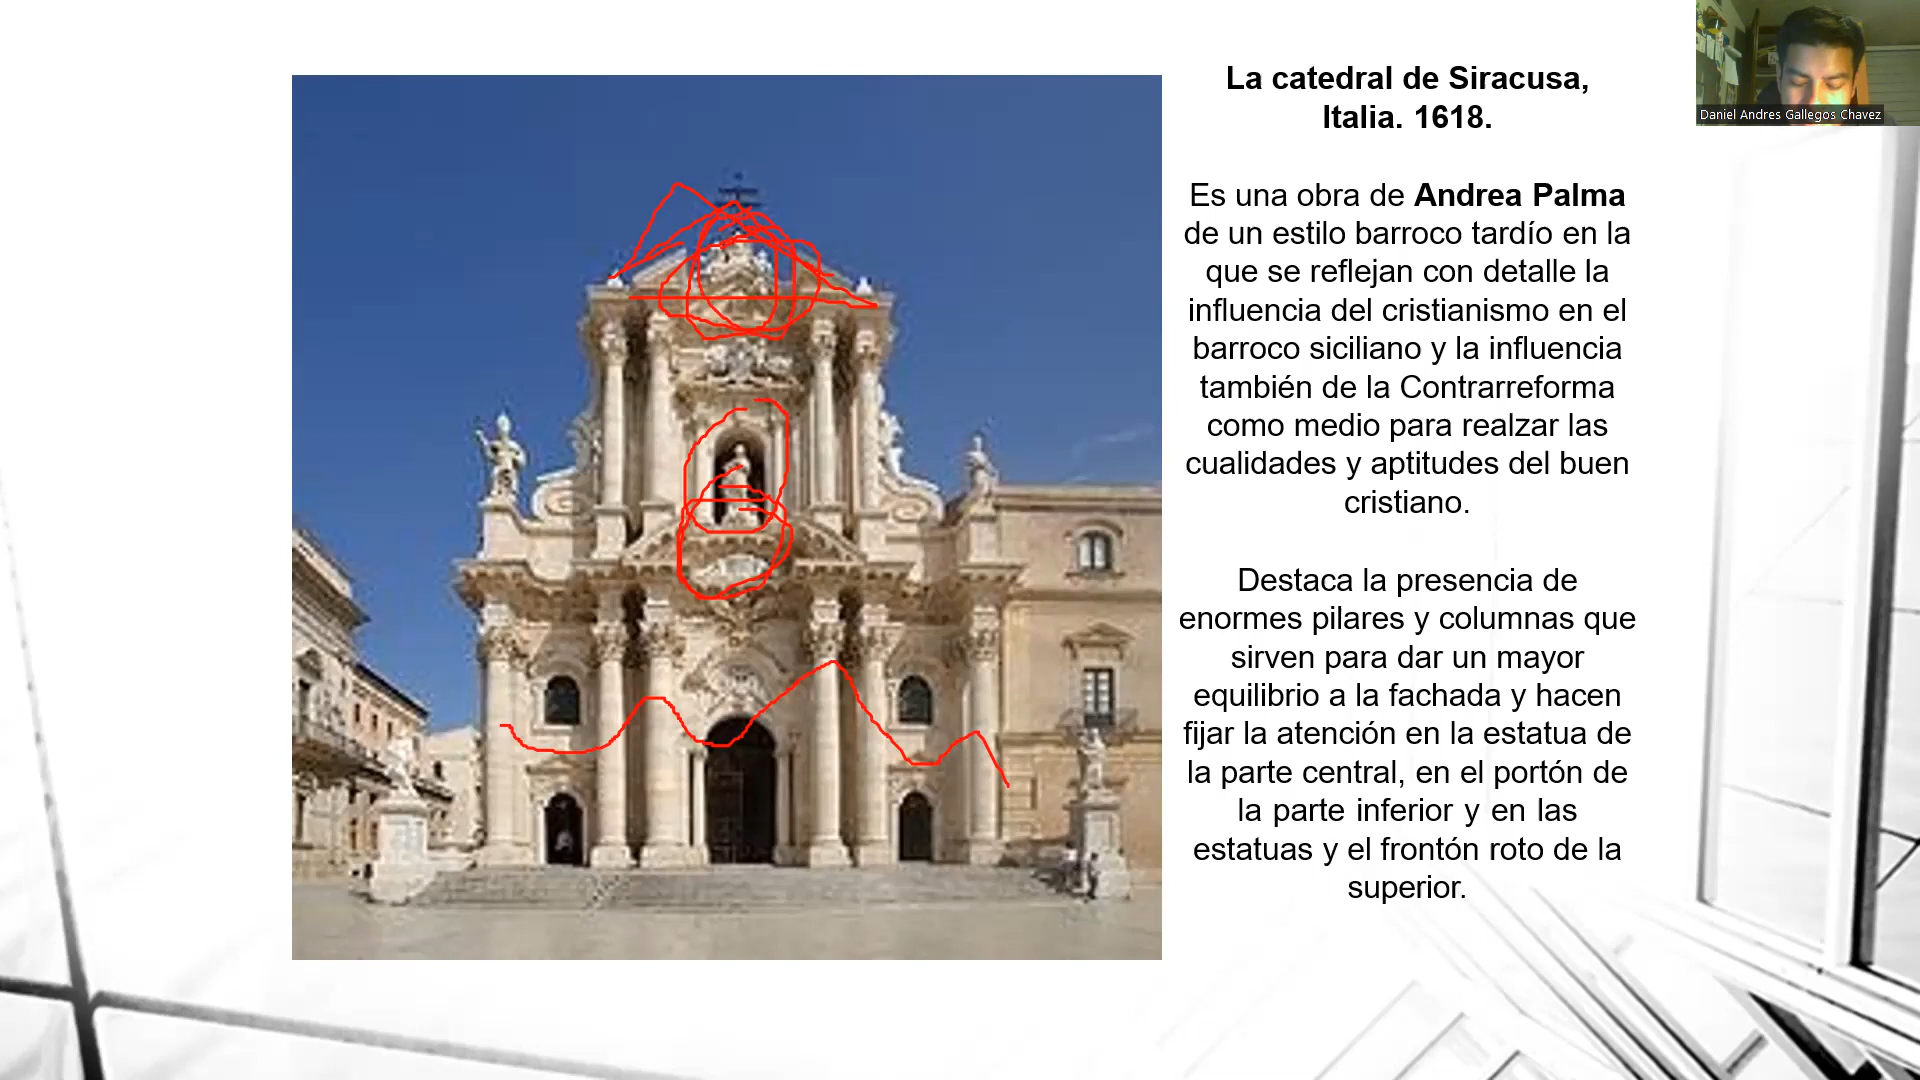 La catedral de Siracusa,
Italia. 1618.
Es una obra de Andrea Palma
de un estilo barroco tardío en la
que se reflejan con detalle la
influencia del cristianismo en el
barroco siciliano y la influencia
también de la Contrarreforma
como medio para realzar las
cualidades y aptitudes del buen
cristiano.
Destaca la presencia de
enormes pilares y columnas que
sirven para dar un mayor
equilibrio a la fachada y hacen
fijar la atención en la estatua de
la parte central, en el portón de
la parte inferior y en las
estatuas y el frontón roto de la
superior.
Daniel Andres Gallegos Chavez